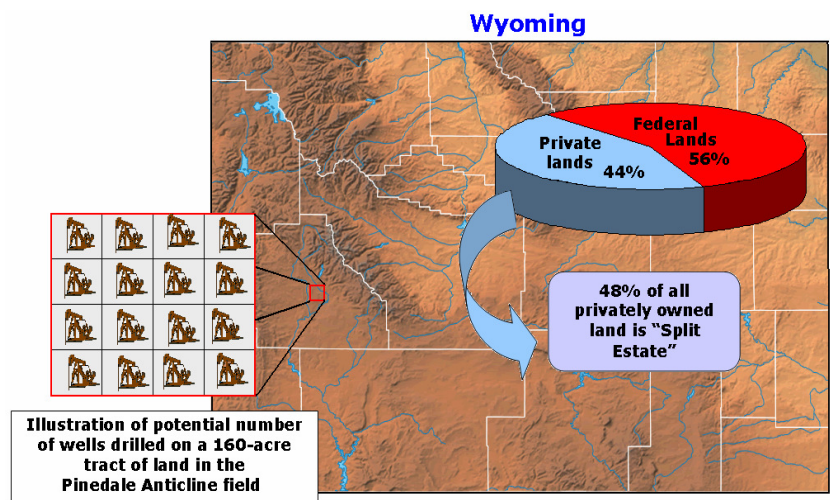 Wyoming
Federal
Lands
56%
Private
lands
44%
48% of all
privately owned
land is “Split
Estate”
Illustration of potential number
of wells drilled on a 160-acre
tract of land in the
Pinedale Anticline field